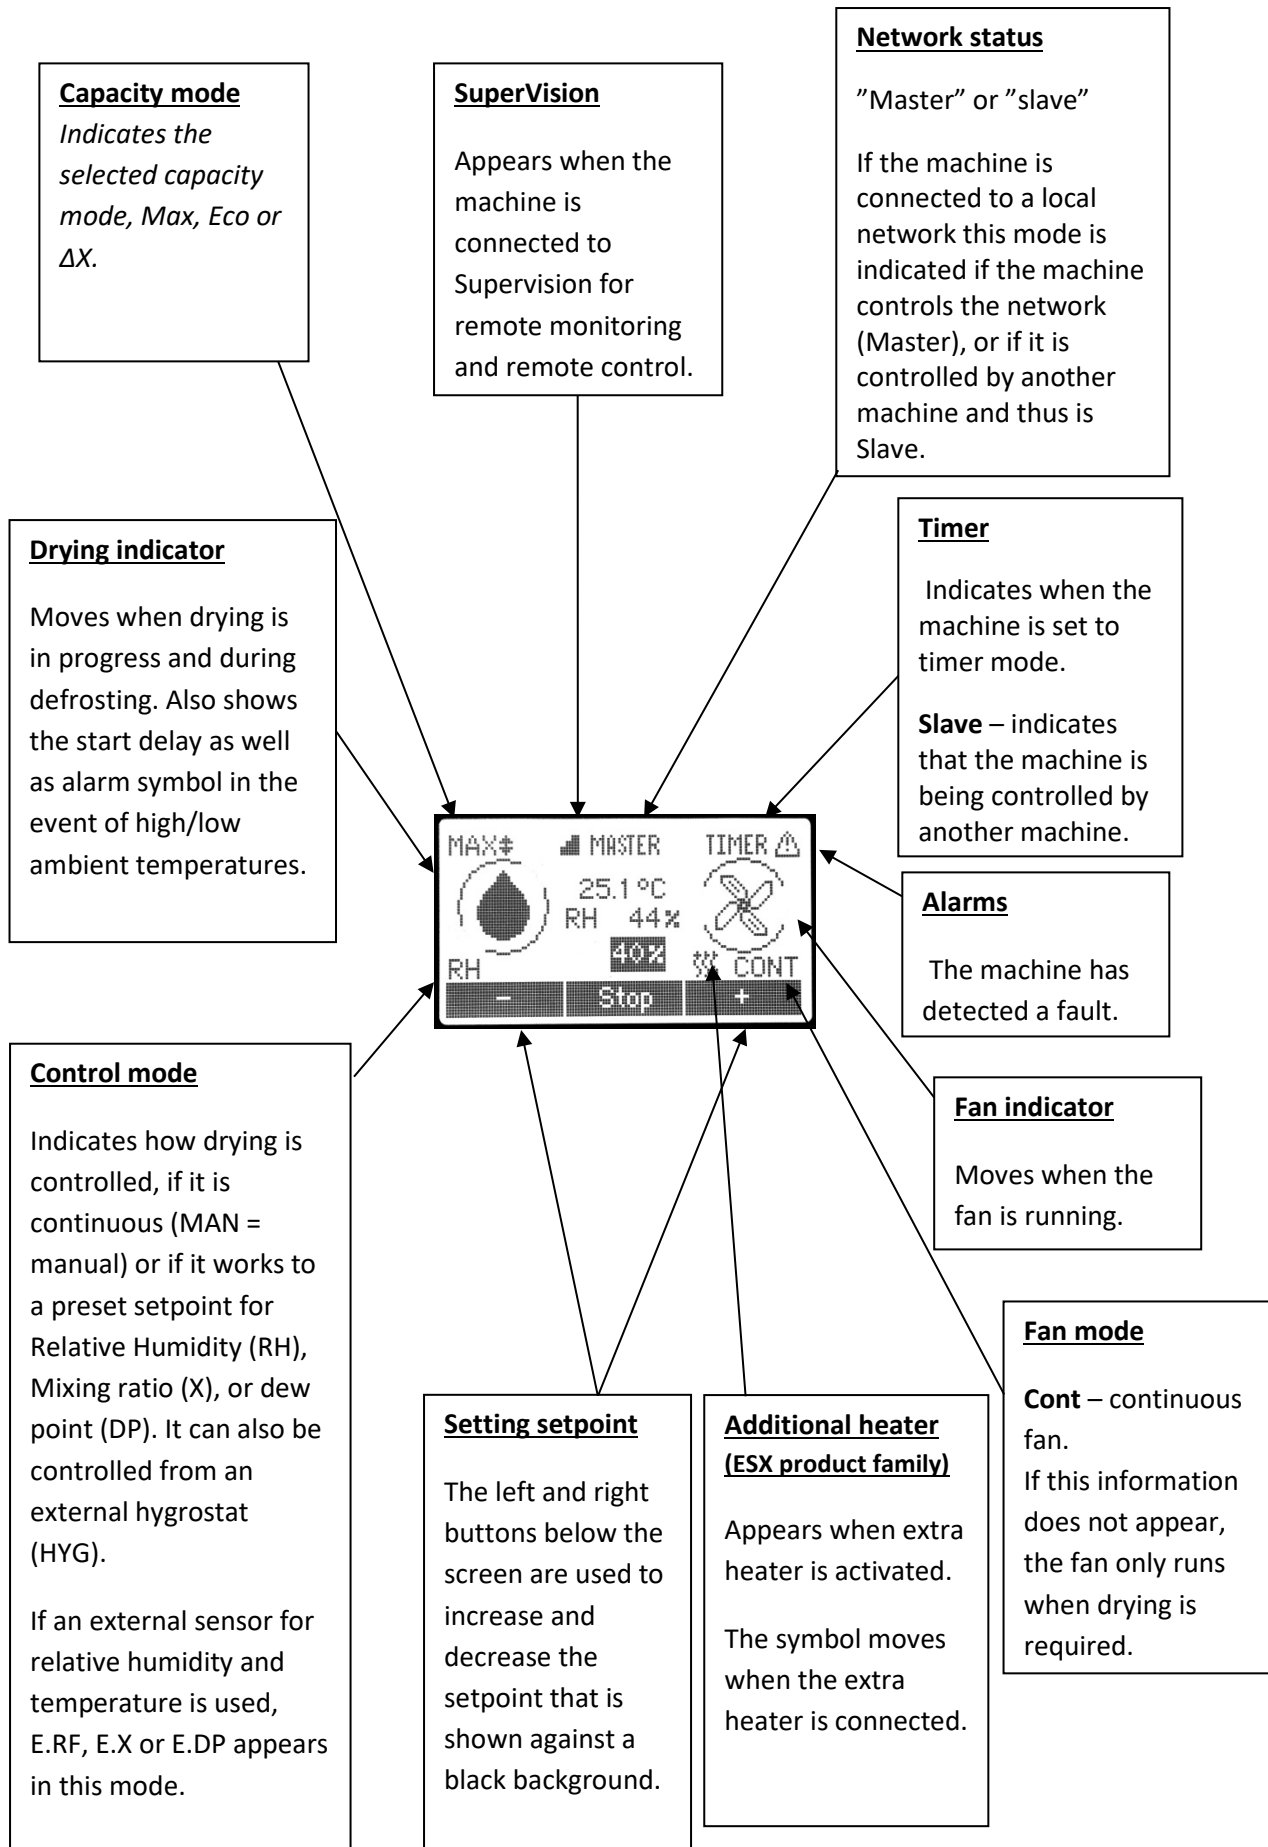 Network status
”Master” or ”slave”
If the machine is
connected to a local
network this mode is
indicated if the machine
controls the network
(Master), or if it is
controlled by another
machine and thus is
Slave.
Capacity mode
Indicates the
selected capacity
mode, Max, Eco or
ΔX.
SuperVision
Appears when the
machine is
connected to
Supervision for
remote monitoring
and remote control.
Timer
Indicates when the
machine is set to
timer mode.
Slave – indicates
that the machine is
being controlled by
another machine.
Drying indicator
Moves when drying is
in progress and during
defrosting. Also shows
the start delay as well
as alarm symbol in the
event of high/low
ambient temperatures.
MAX MASTER TIMER
25.1 °C
RH 44%
40%
RH CONT
- Stop +
Alarms
The machine has
detected a fault.
Control mode
Indicates how drying is
controlled, if it is
continuous (MAN =
manual) or if it works to
a preset setpoint for
Relative Humidity (RH),
Mixing ratio (X), or dew
point (DP). It can also be
controlled from an
external hygrostat
(HYG).
If an external sensor for
relative humidity and
temperature is used,
E.RF, E.X or E.DP appears
in this mode.
Fan indicator
Moves when the
fan is running.
Fan mode
Cont – continuous
fan.
If this information
does not appear,
the fan only runs
when drying is
required.
Setting setpoint
The left and right
buttons below the
screen are used to
increase and
decrease the
setpoint that is
shown against a
black background.
Additional heater
(ESX product family)
Appears when extra
heater is activated.
The symbol moves
when the extra
heater is connected.